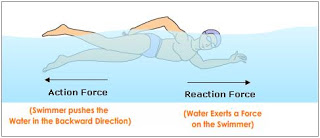 Action Force
Reaction Force
(Swimmer pushes the
Water in the Backward Direction)
(Water Exerts a Force
on the Swimmer)